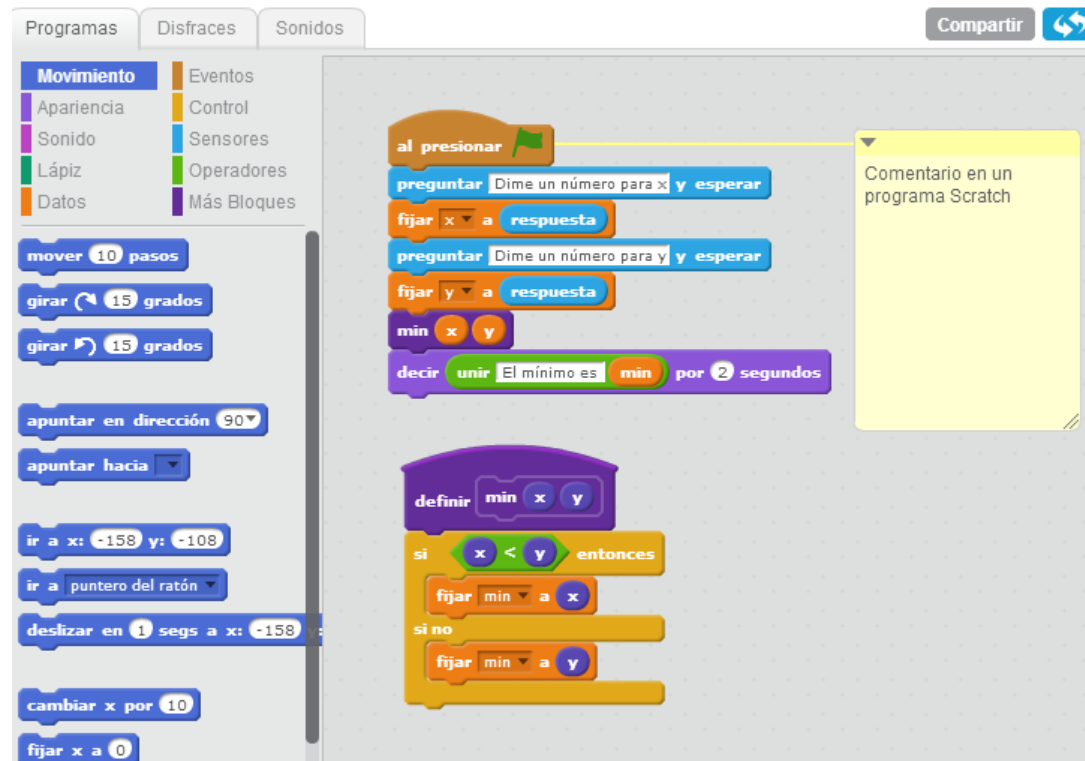 Programas Disfraces Sonidos
Compartir
Movimiento Eventos
Apariencia Control
Sonido Sensores
Lápiz Operadores
Datos Más Bloques
mover 10 pasos
girar 15 grados
girar 15 grados
apuntar en dirección 90
apuntar hacia
ir a x: -158 y: -108
ir a puntero del ratón
deslizar en 1 segs a x: -158 y:
cambiar x por 10
fijar x a 0
al presionar
preguntar Dime un número para x y esperar
fijar x a respuesta
preguntar Dime un número para y y esperar
fijar y a respuesta
min x y
decir unir El mínimo es min por 2 segundos
Comentario en un
programa Scratch
definir min x y
si x < y entonces
fijar min a x
si no
fijar min a y